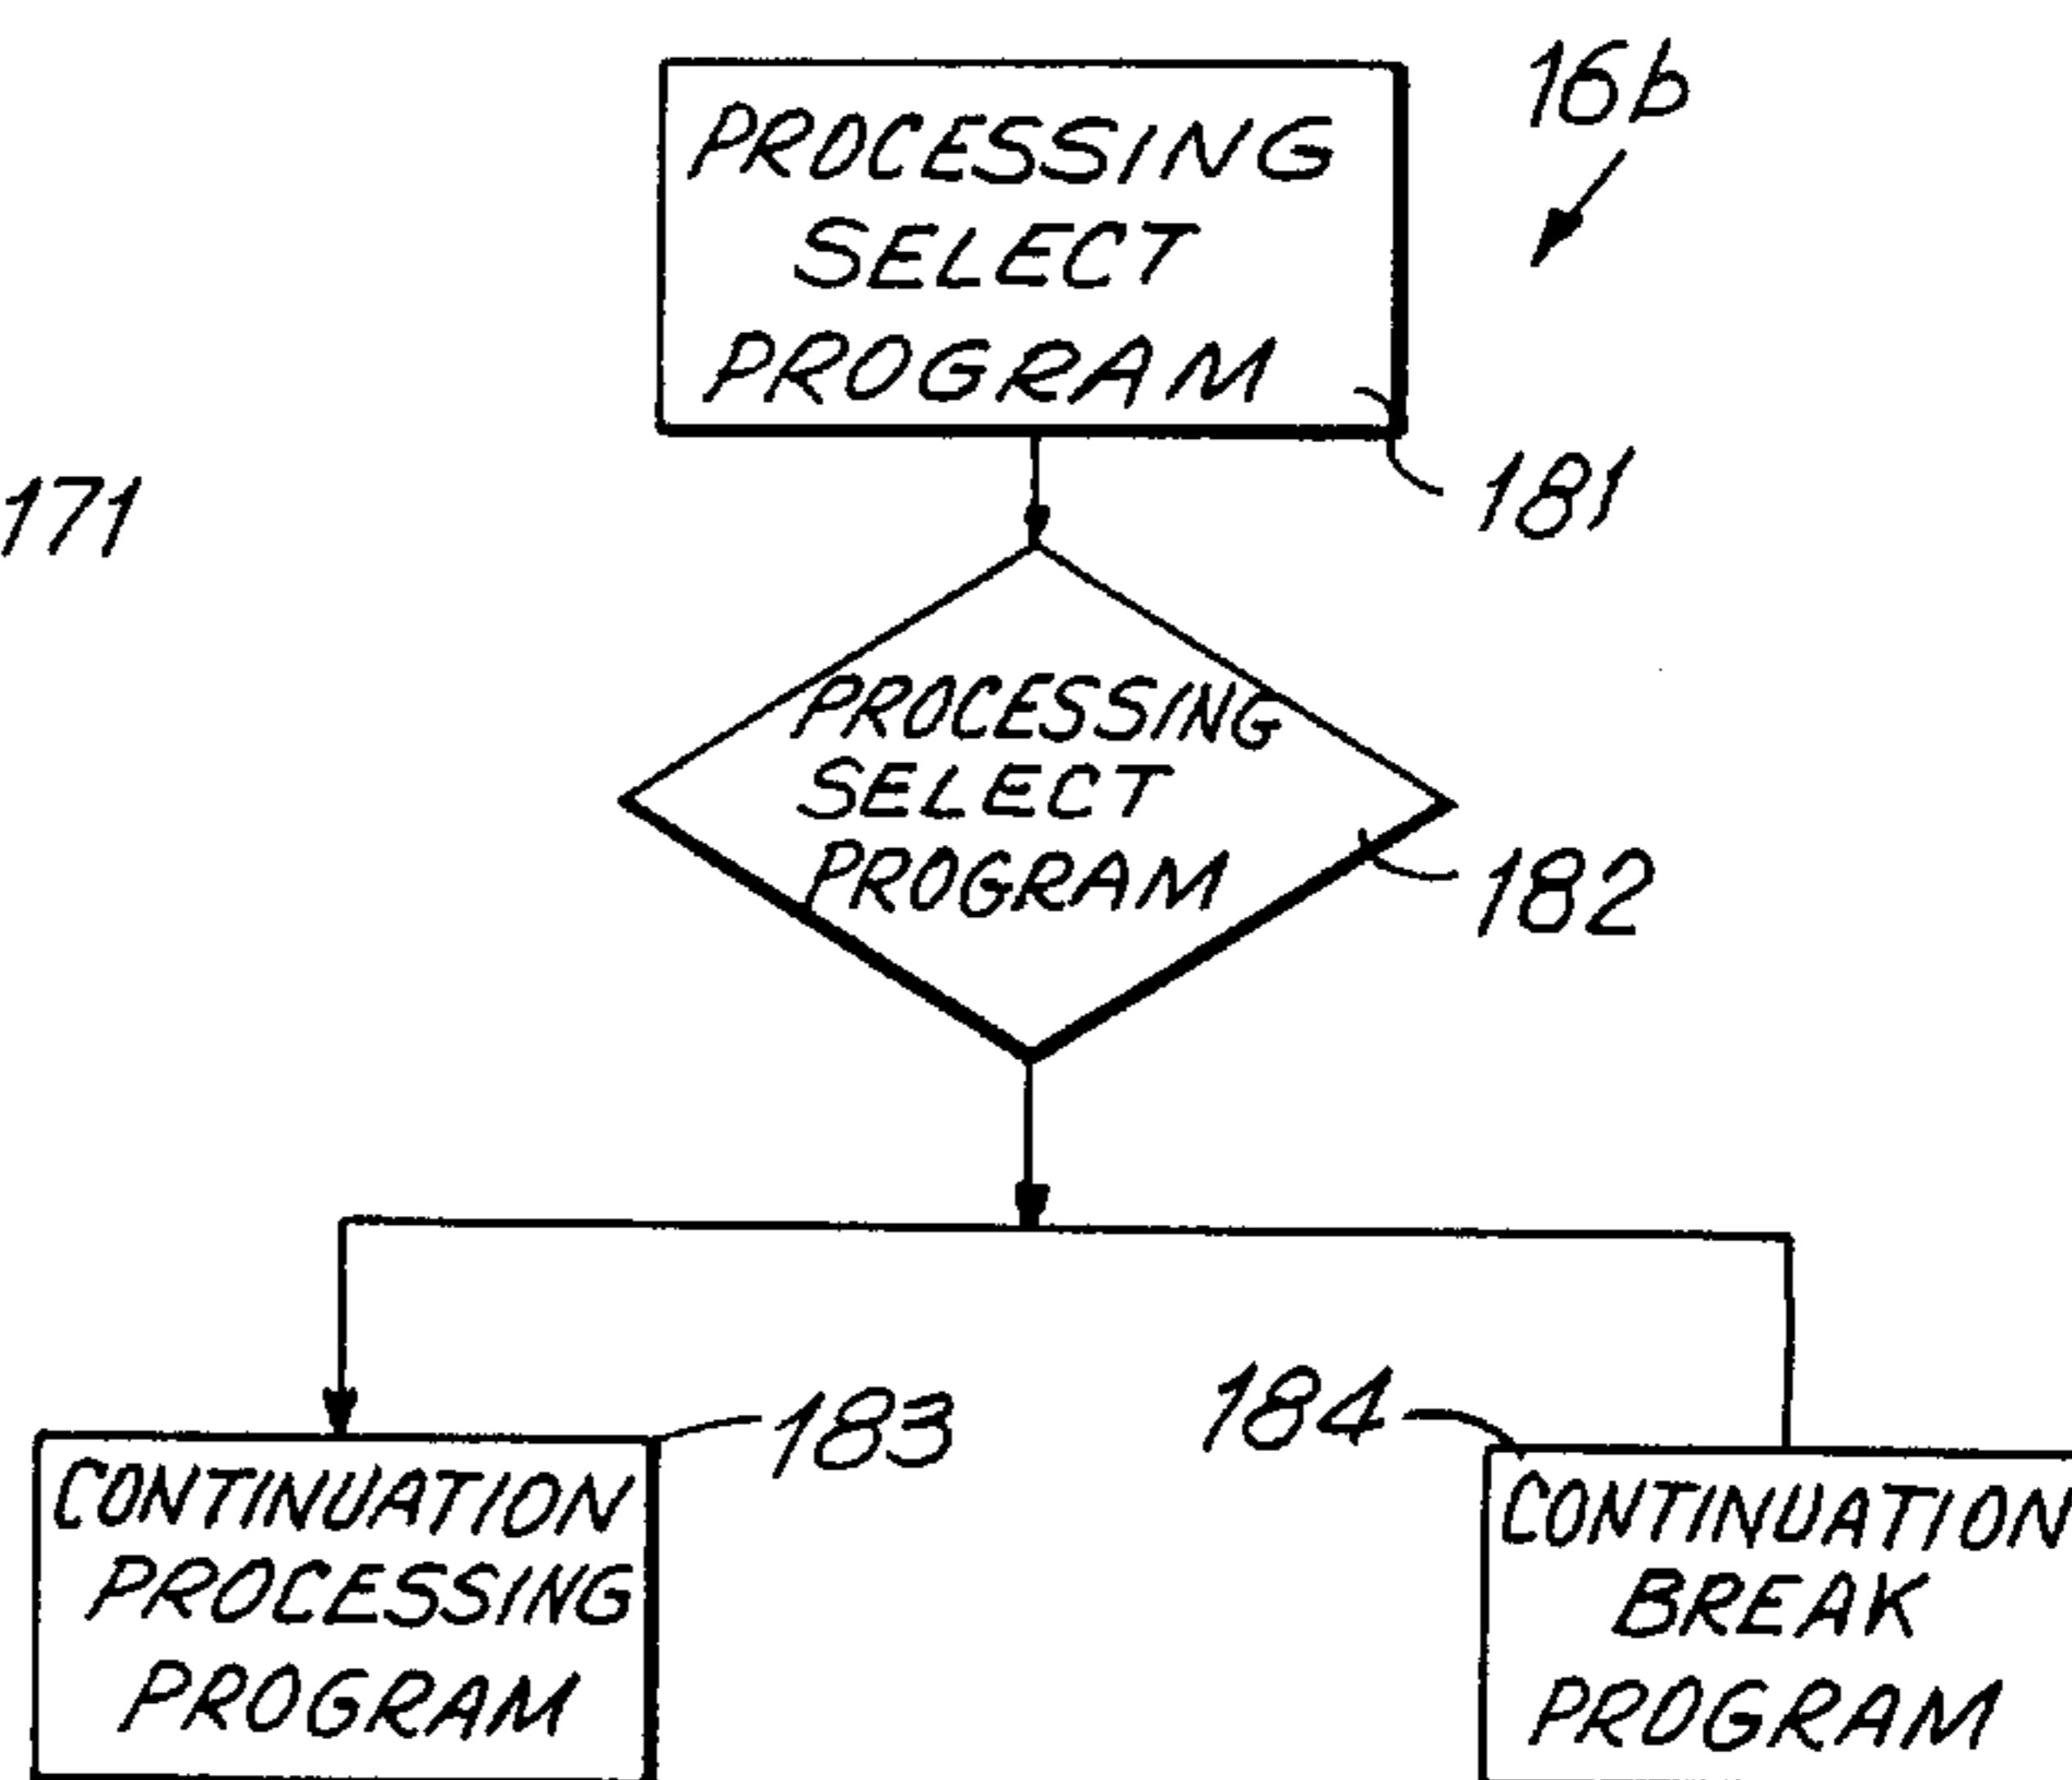 PROCESSING
SELECT
PROGRAM
16b
171
181
PROCESSING
SELECT
PROGRAM
182
183
184
CONTINUATION
PROCESSING
PROGRAM
CONTINUATION
BREAK
PROGRAM